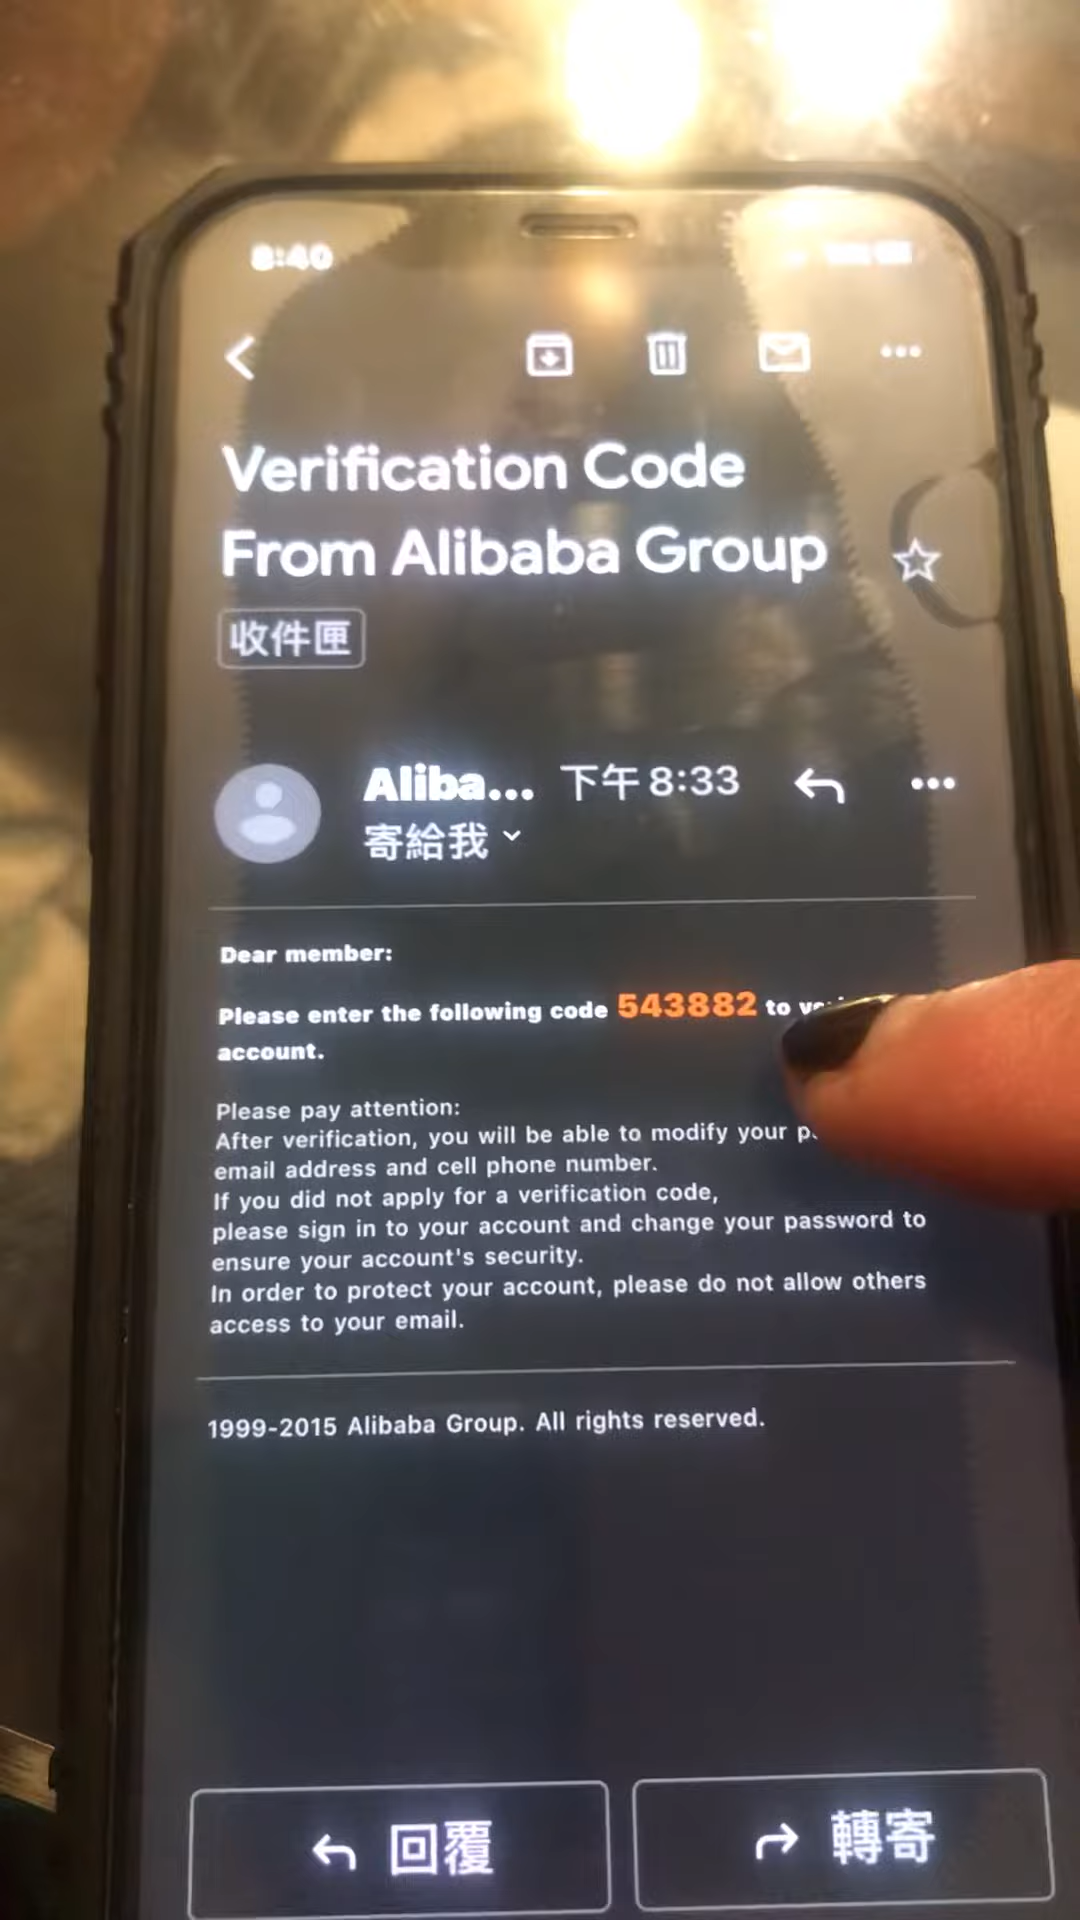 8:40
Verification Code
From Alibaba Group
收件匣
Aliba... 下午 8:33
寄給我
Dear member:
Please enter the following code 543882 to
account.
Please pay attention:
After verification, you will be able to modify your
email address and cell phone number.
If you did not apply for a verification code,
please sign in to your account and change your password to
ensure your account's security.
In order to protect your account, please do not allow others
access to your email.
1999-2015 Alibaba Group. All rights reserved.
回覆
轉寄